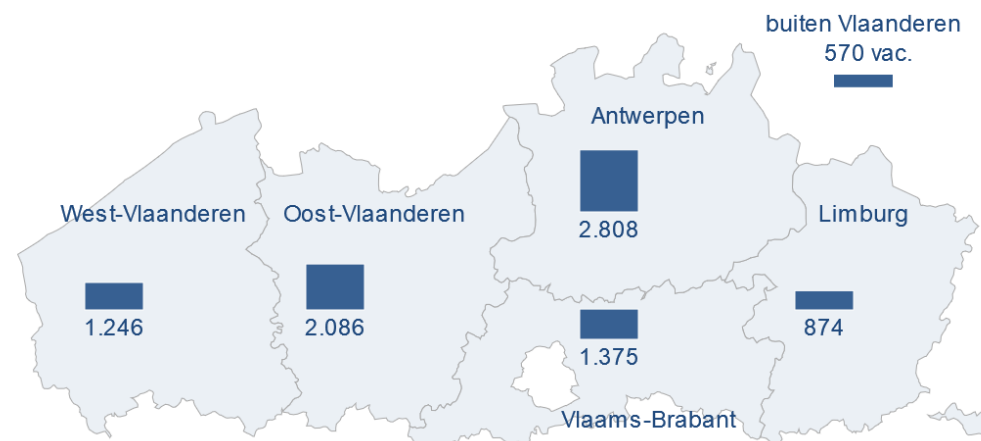 buiten Vlaanderen
570 vac.
Antwerpen
2.808
West-Vlaanderen
1.246
Oost-Vlaanderen
2.086
Limburg
874
1.375
Vlaams-Brabant